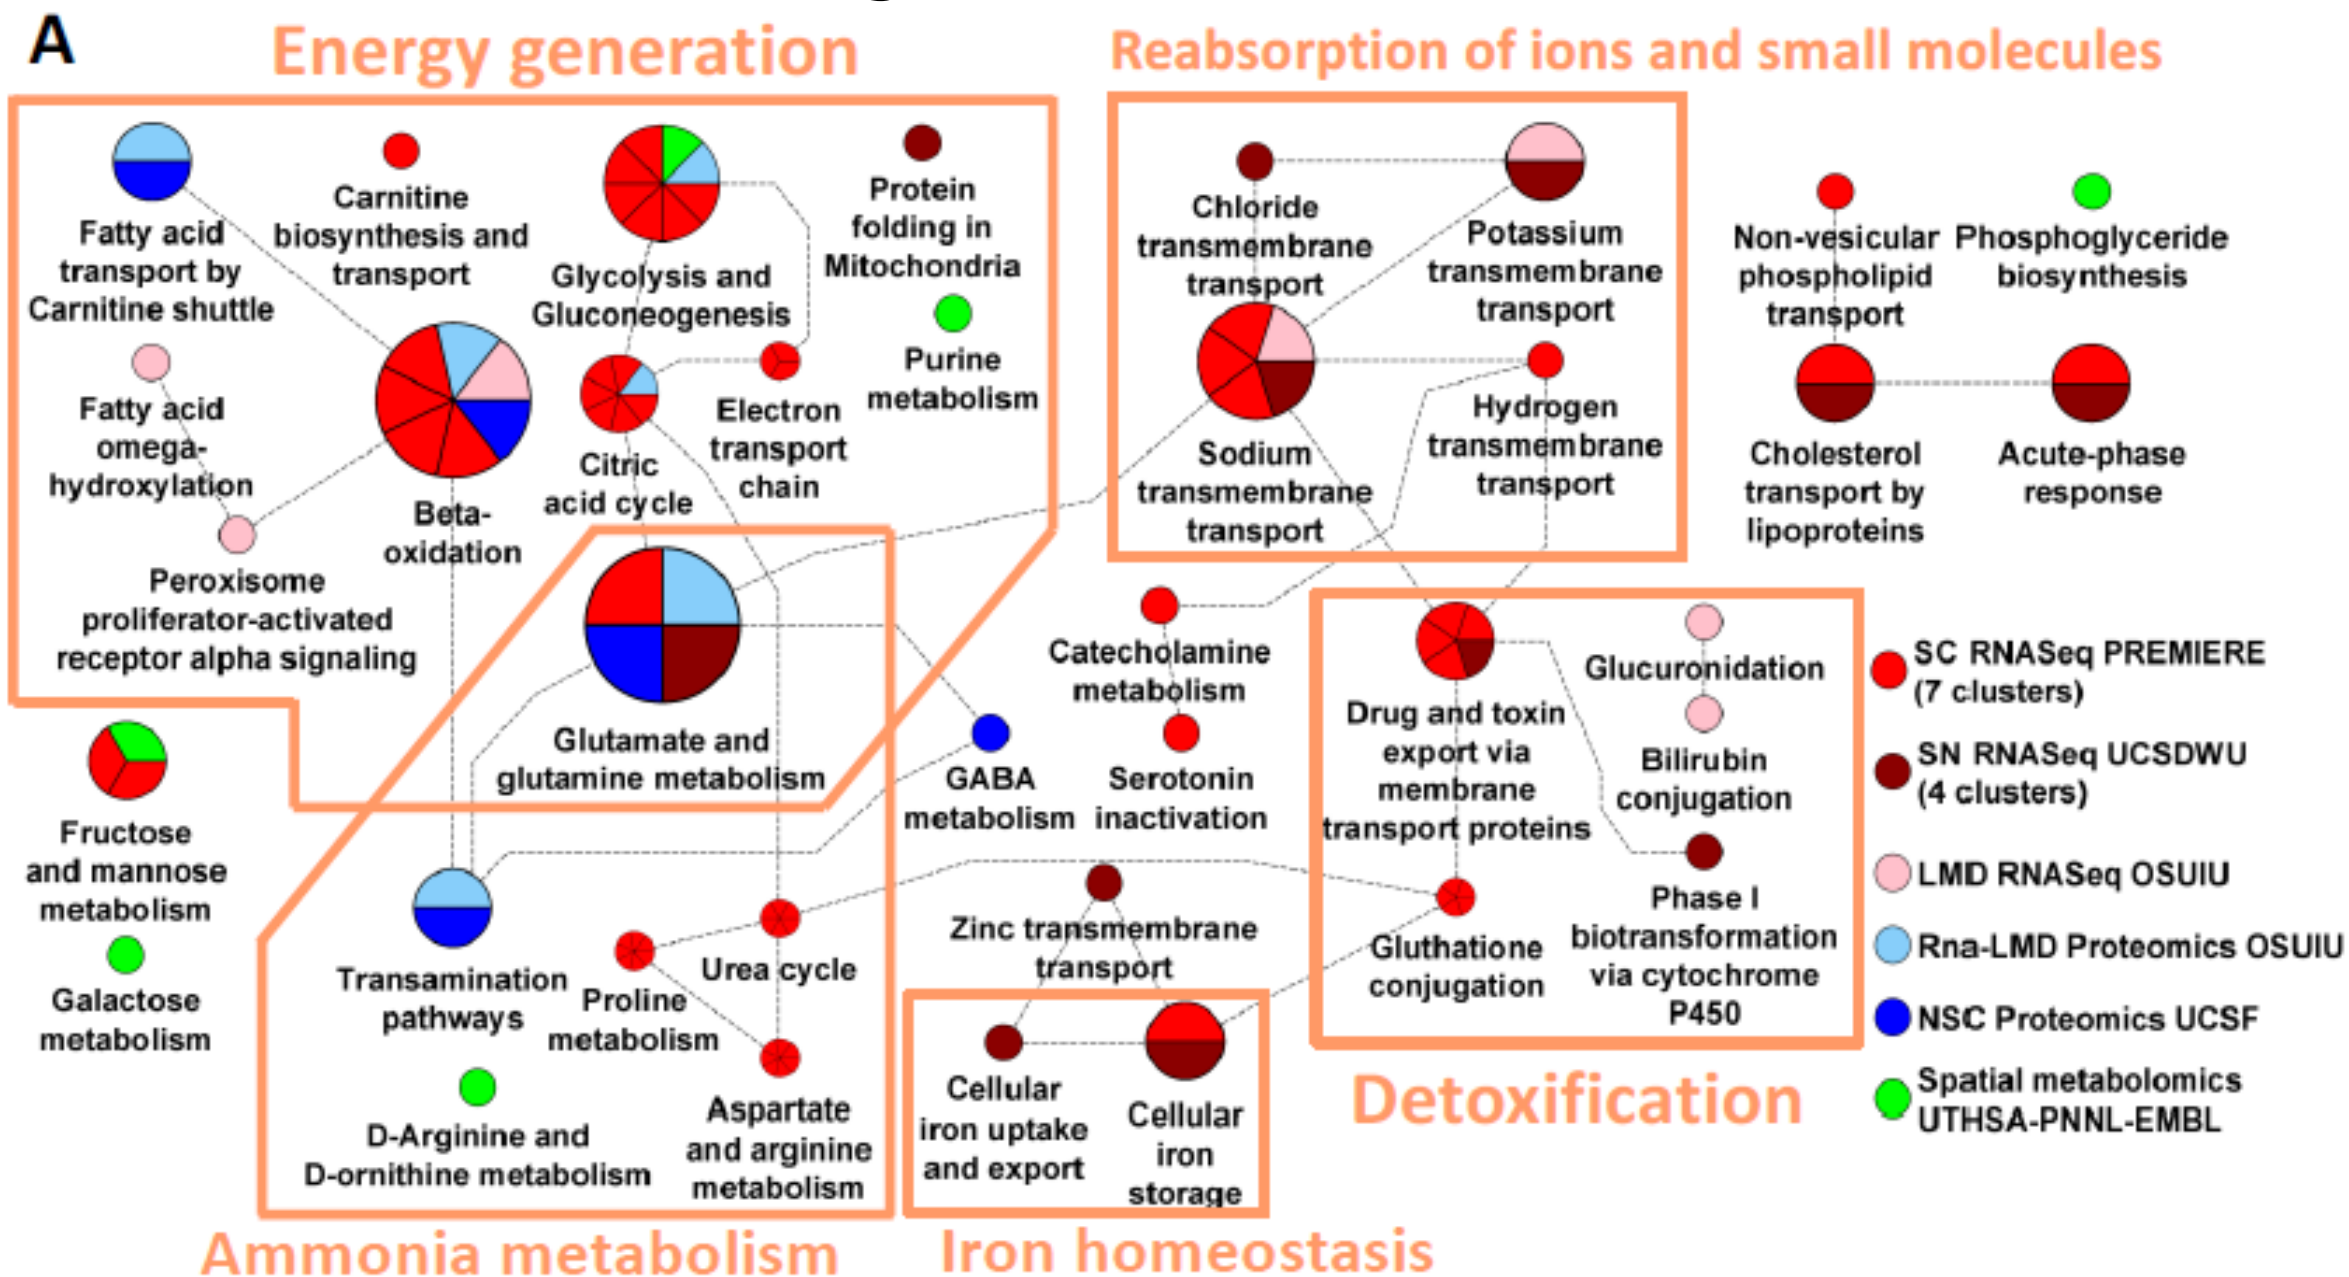 A
Energy generation
Reabsorption of ions and small molecules
Fatty acid
transport by
Carnitine shuttle
Carnitine
biosynthesis and
transport
Glycolysis and
Gluconeogenesis
Protein
folding in
Mitochondria
Purine
metabolism
Fatty acid
omega-
hydroxylation
Beta-
oxidation
Citric
acid cycle
Electron
transport
chain
Peroxisome
proliferator-activated
receptor alpha signaling
Glutamate and
glutamine metabolism
Chloride
transmembrane
transport
Potassium
transmembrane
transport
Sodium
transmembrane
transport
Hydrogen
transmembrane
transport
Non-vesicular
phospholipid
transport
Phosphoglyceride
biosynthesis
Cholesterol
transport by
lipoproteins
Acute-phase
response
Fructose
and mannose
metabolism
Galactose
metabolism
GABA
metabolism
Catecholamine
metabolism
Serotonin
inactivation
Drug and toxin
export via
membrane
transport proteins
Glucuronidation
Bilirubin
conjugation
Phase I
biotransformation
via cytochrome
P450
Gluthatione
conjugation
Detoxification
Transamination
pathways
Proline
metabolism
Urea cycle
D-Arginine and
D-ornithine metabolism
Aspartate
and arginine
metabolism
Ammonia metabolism
Zinc transmembrane
transport
Cellular
iron uptake
and export
Cellular
iron
storage
Iron homeostasis
SC RNASeq PREMIERE
(7 clusters)
SN RNASeq UCSDWU
(4 clusters)
LMD RNASeq OSUIU
Rna-LMD Proteomics OSUIU
NSC Proteomics UCSF
Spatial metabolomics
UTHSA-PNNL-EMBL